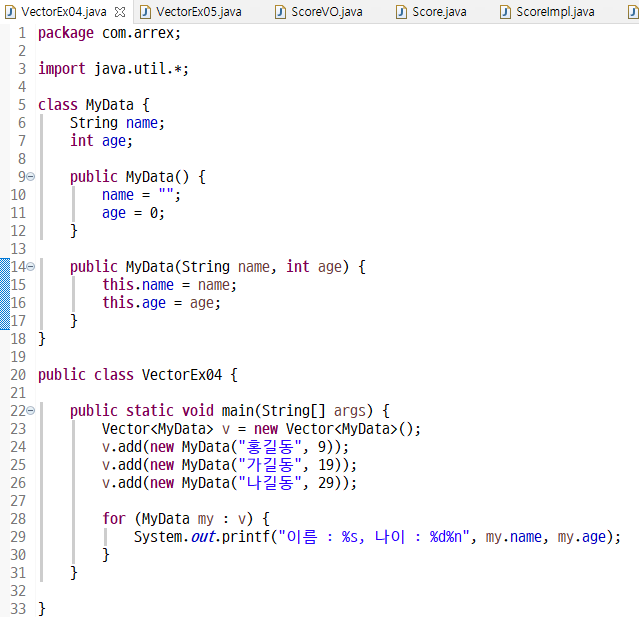 VectorEx04.java VectorEx05.java ScoreVO.java Score.java ScoreImpl.java
1 package com.arrex;
2
3 import java.util.*;
4
5 class MyData {
6     String name;
7     int age;
8
9     public MyData() {
10         name = "";
11         age = 0;
12     }
13
14     public MyData(String name, int age) {
15         this.name = name;
16         this.age = age;
17     }
18 }
19
20 public class VectorEx04 {
21
22     public static void main(String[] args) {
23         Vector<MyData> v = new Vector<MyData>();
24         v.add(new MyData("홍길동", 9));
25         v.add(new MyData("가길동", 19));
26         v.add(new MyData("나길동", 29));
27
28         for (MyData my : v) {
29             System.out.printf("이름 : %s, 나이 : %d%n", my.name, my.age);
30         }
31     }
32
33 }